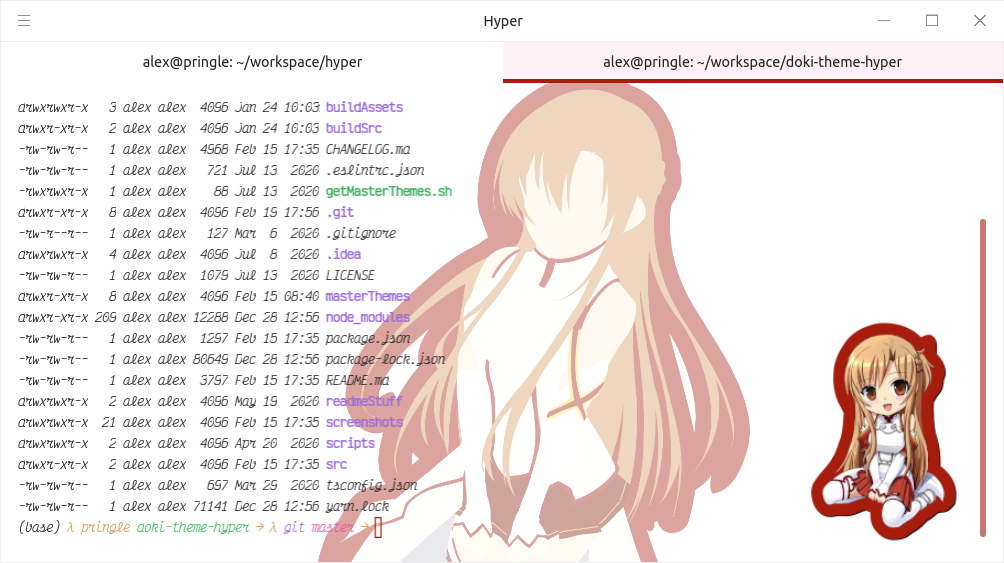 Hyper
alex@pringle: ~/workspace/hyper
alex@pringle: ~/workspace/doki-theme-hyper
drwxrwxr-x 3 alex alex 4096 Jan 24 10:03 buildAssets
drwxr-xr-x 2 alex alex 4096 Jan 24 10:03 buildSrc
-rw-rw-r-- 1 alex alex 4968 Feb 15 17:35 CHANGELOG.md
-rw-rw-r-- 1 alex alex 721 Jul 13 2020 .eslintrc.json
-rwxrwxr-x 1 alex alex 88 Jul 13 2020 getMasterThemes.sh
drwxrwxr-x 8 alex alex 4096 Feb 19 17:56 .git
-rw-r--r-- 1 alex alex 127 Mar 6 2020 .gitignore
drwxrwxr-x 4 alex alex 4096 Jul 8 2020 .idea
-rw-rw-r-- 1 alex alex 1079 Jul 13 2020 LICENSE
drwxr-xr-x 8 alex alex 4096 Feb 15 08:40 masterThemes
drwxrwxr-x 209 alex alex 12288 Dec 28 12:56 node_modules
-rw-rw-r-- 1 alex alex 1297 Feb 15 17:35 package.json
-rw-rw-r-- 1 alex alex 80649 Dec 28 12:56 package-lock.json
-rw-rw-r-- 1 alex alex 3797 Feb 15 17:35 README.md
drwxrwxr-x 2 alex alex 4096 May 19 2020 readmeStuff
drwxrwxr-x 21 alex alex 4096 Feb 15 17:35 screenshots
drwxrwxr-x 2 alex alex 4096 Apr 20 2020 scripts
drwxr-xr-x 2 alex alex 4096 Feb 15 17:35 src
-rw-rw-r-- 1 alex alex 697 Mar 29 2020 tsconfig.json
-rw-rw-r-- 1 alex alex 71141 Dec 28 12:56 yarn.lock
(base) λ pringle doki-theme-hyper → λ git master →